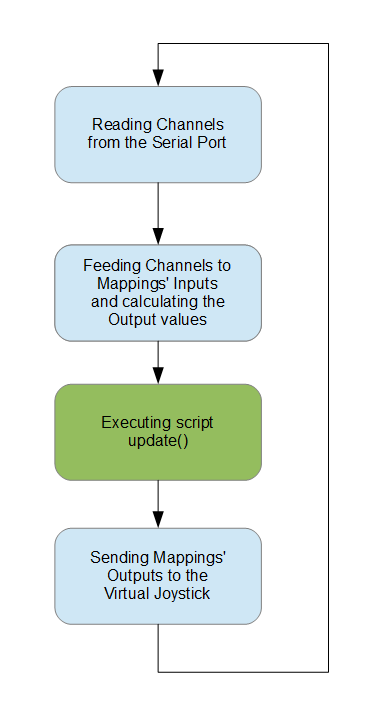 Reading Channels
from the Serial Port
Feeding Channels to
Mappings' Inputs
and calculating the
Output values
Executing script
update()
Sending Mappings'
Outputs to the
Virtual Joystick